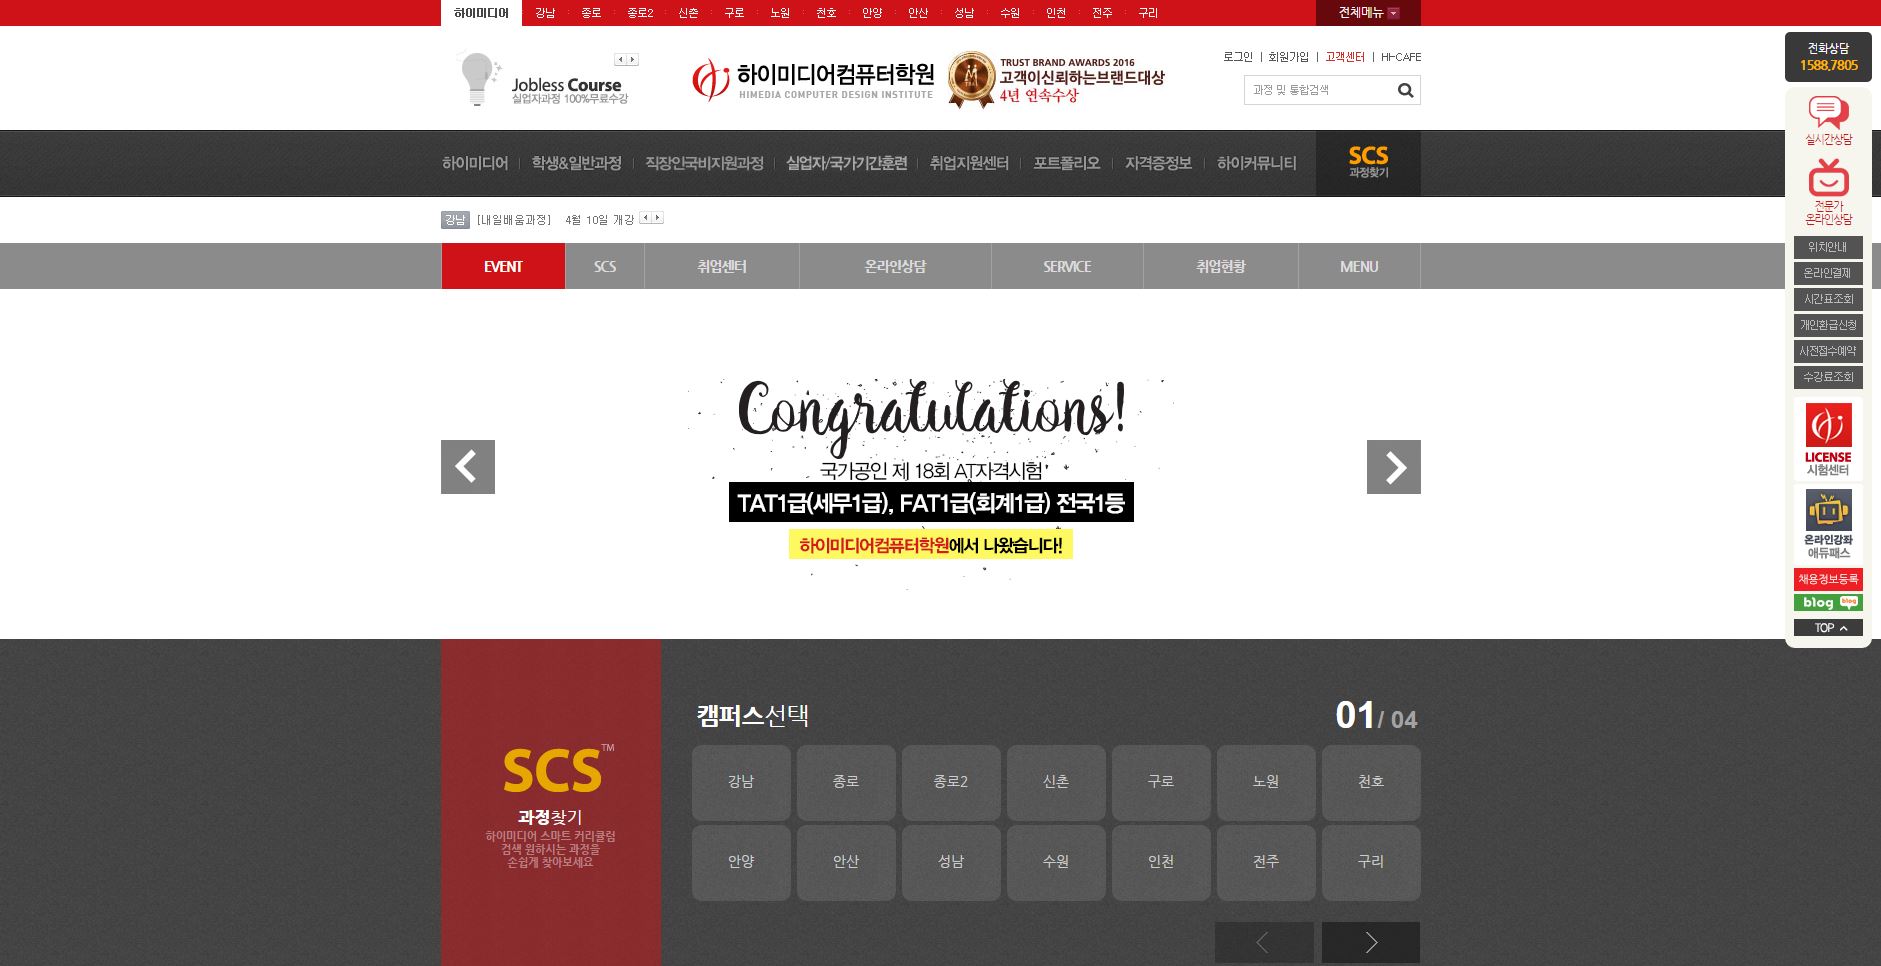 하이미디어 강남 종로 종로2 신촌 구로 노원 천호 안양 안산 성남 수원 인천 전주 구리 전체메뉴
Jobless Course
실업자과정 100%무료수강
하이미디어컴퓨터학원
HIMEDIA COMPUTER DESIGN INSTITUTE
TRUST BRAND AWARDS 2016
고객이신뢰하는브랜드대상
4년 연속수상
로그인 | 회원가입 | 고객센터 | HI-CAFE
과정 및 통합검색
하이미디어 학생&일반과정 직장인국비지원과정 실업자/국가기간훈련 취업지원센터 포트폴리오 자격증정보 하이커뮤니티
SCS
과정찾기
강남 [내일배움과정] 4월 10일 개강
EVENT SCS 취업센터 온라인상담 SERVICE 취업현황 MENU
Congratulations!
국가공인 제 18회 AT자격시험
TAT1급(세무1급), FAT1급(회계1급) 전국1등
하이미디어컴퓨터학원에서 나왔습니다!
SCS TM
과정찾기
하이미디어 스마트 커리큘럼
검색 원하시는 과정을
손쉽게 찾아보세요
캠퍼스선택
01 / 04
강남 종로 종로2 신촌 구로 노원 천호
안양 안산 성남 수원 인천 전주 구리
전화상담
1588.7805
실시간상담
전문가
온라인상담
위치안내
온라인결제
시간표조회
개인환급신청
사전접수예약
수강료조회
LICENSE
시험센터
온라인강좌
애듀패스
채용정보등록
blog blog
TOP